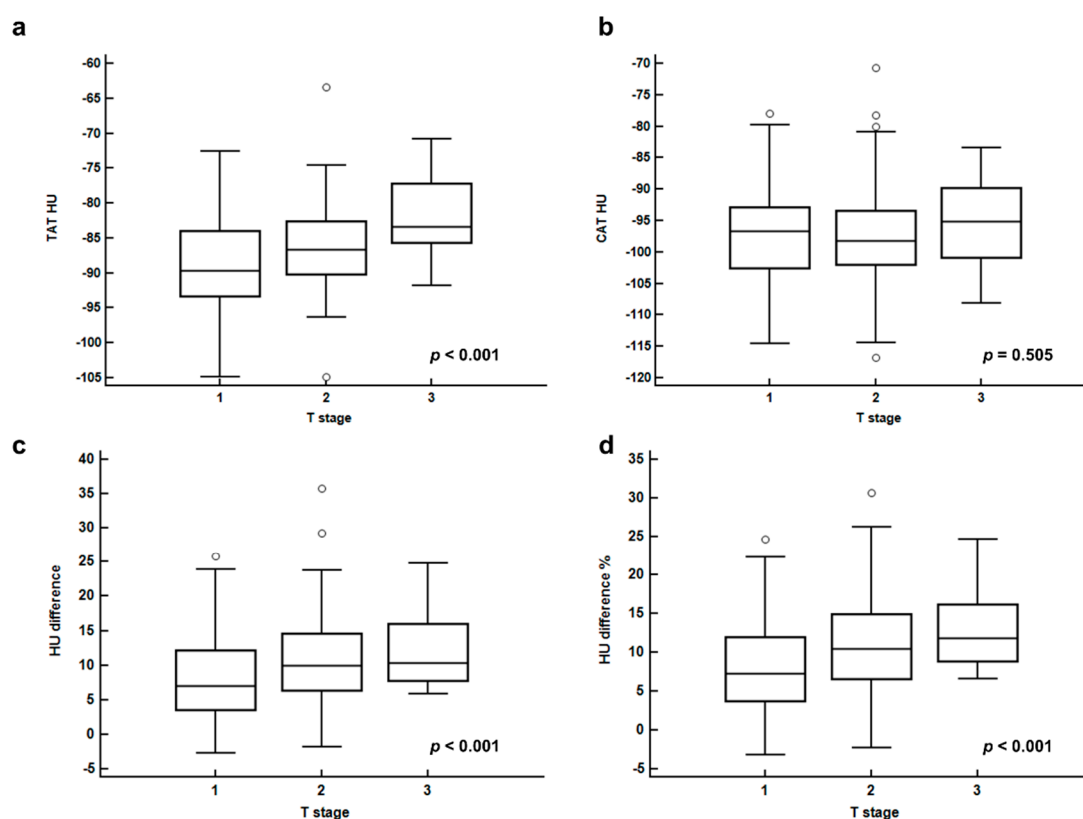 a
TAT HU
-60
-65
-70
-75
-80
-85
-90
-95
-100
-105
p < 0.001
1 2 3
T stage
b
CAT HU
-70
-75
-80
-85
-90
-95
-100
-105
-110
-115
-120
p = 0.505
1 2 3
T stage
c
HU difference
40
35
30
25
20
15
10
5
0
-5
p < 0.001
1 2 3
T stage
d
HU difference %
35
30
25
20
15
10
5
0
-5
p < 0.001
1 2 3
T stage